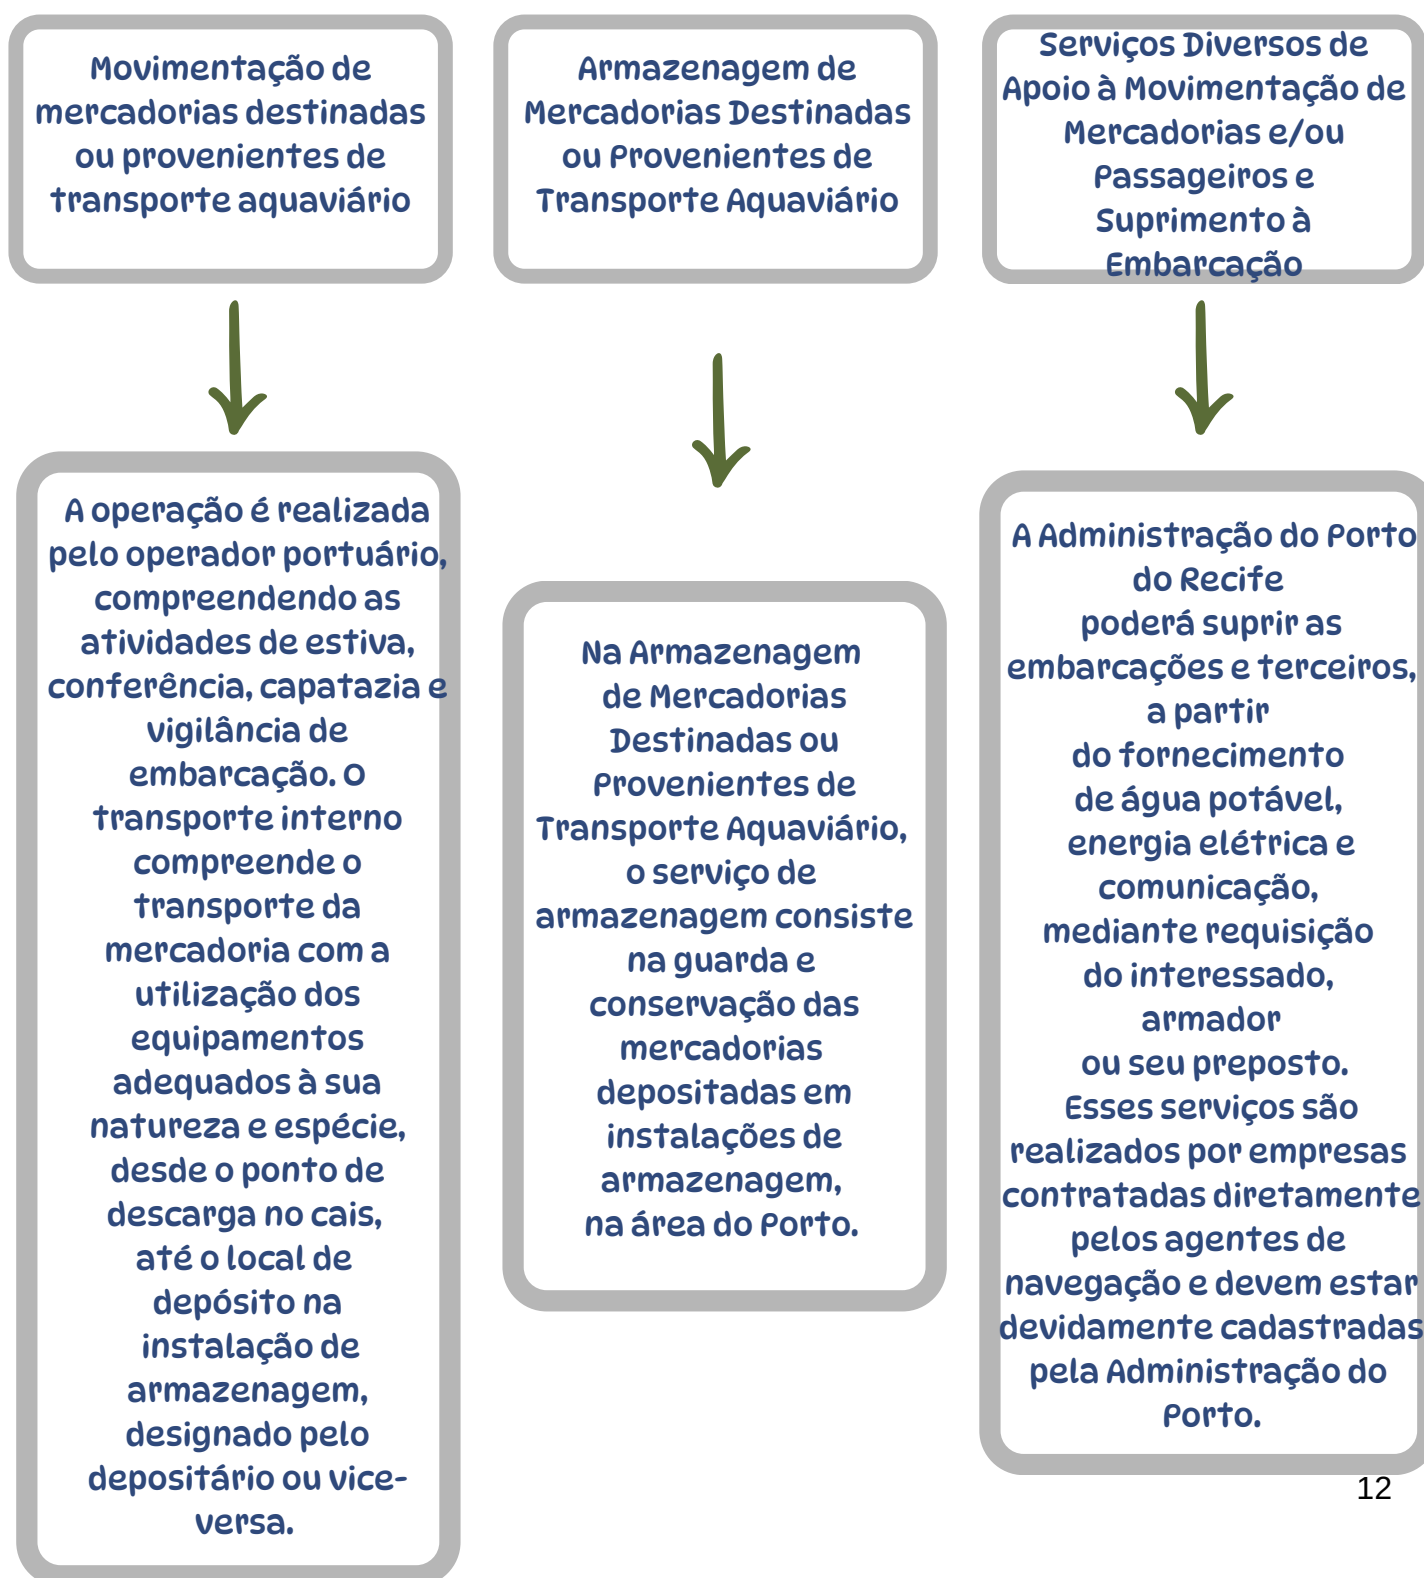 Movimentação de
mercadorias destinadas
ou provenientes de
transporte aquaviário
Armazenagem de
Mercadorias Destinadas
ou Provenientes de
Transporte Aquaviário
Serviços Diversos de
Apoio à Movimentação de
Mercadorias e/ou
Passageiros e
Suprimento à
Embarcação
A operação é realizada
pelo operador portuário,
compreendendo as
atividades de estiva,
conferência, capatazia e
vigilância de
embarcação. O
transporte interno
compreende o
transporte da
mercadoria com a
utilização dos
equipamentos
adequados à sua
natureza e espécie,
desde o ponto de
descarga no cais,
até o local de
depósito na
instalação de
armazenagem,
designado pelo
depositário ou vice-
versa.
Na Armazenagem
de Mercadorias
Destinadas ou
Provenientes de
Transporte Aquaviário,
o serviço de
armazenagem consiste
na guarda e
conservação das
mercadorias
depositadas em
instalações de
armazenagem,
na área do Porto.
A Administração do Porto
do Recife
poderá suprir as
embarcações e terceiros,
a partir
do fornecimento
de água potável,
energia elétrica e
comunicação,
mediante requisição
do interessado,
armador
ou seu preposto.
Esses serviços são
realizados por empresas
contratadas diretamente
pelos agentes de
navegação e devem estar
devidamente cadastradas
pela Administração do
Porto.
12